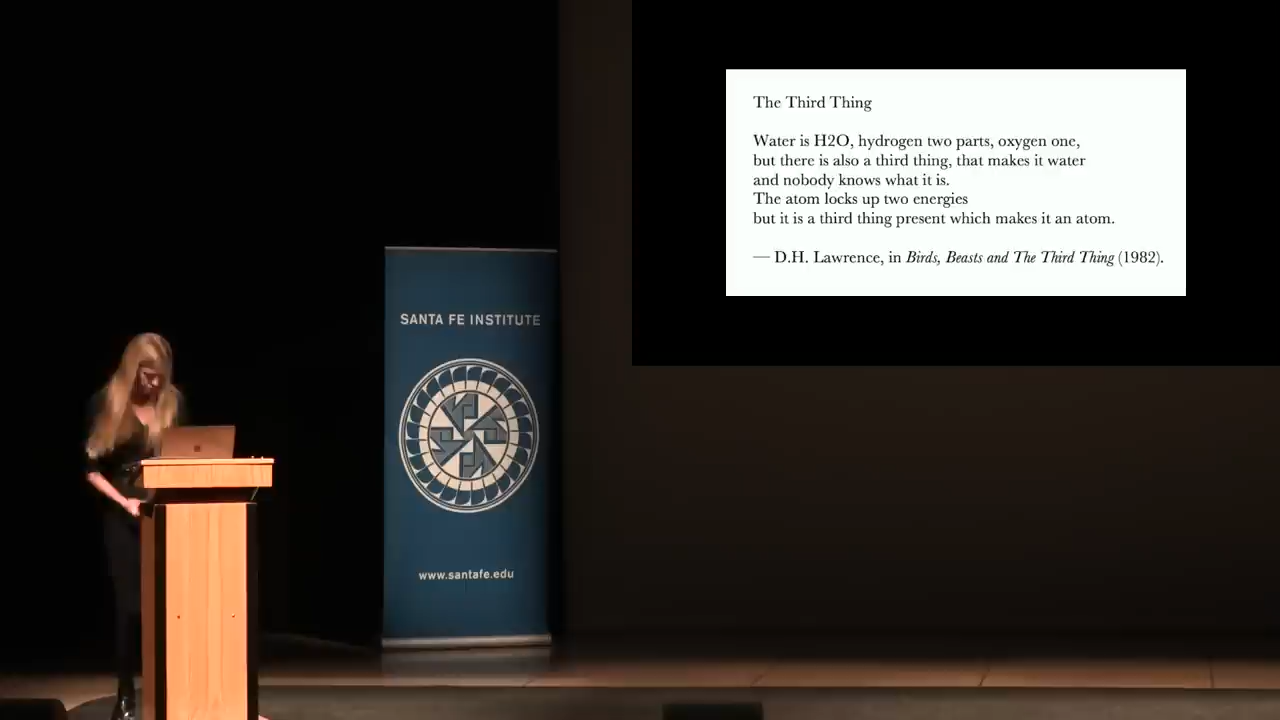 The Third Thing
Water is H2O, hydrogen two parts, oxygen one,
but there is also a third thing, that makes it water
and nobody knows what it is.
The atom locks up two energies
but it is a third thing present which makes it an atom.
— D.H. Lawrence, in Birds, Beasts and The Third Thing (1982).
SANTA FE INSTITUTE
www.santafe.edu